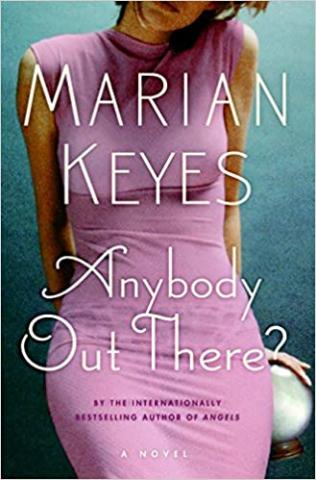 MARIAN
KEYES
Anybody
Out There?
BY THE INTERNATIONALLY
BESTSELLING AUTHOR OF ANGELS
A NOVEL